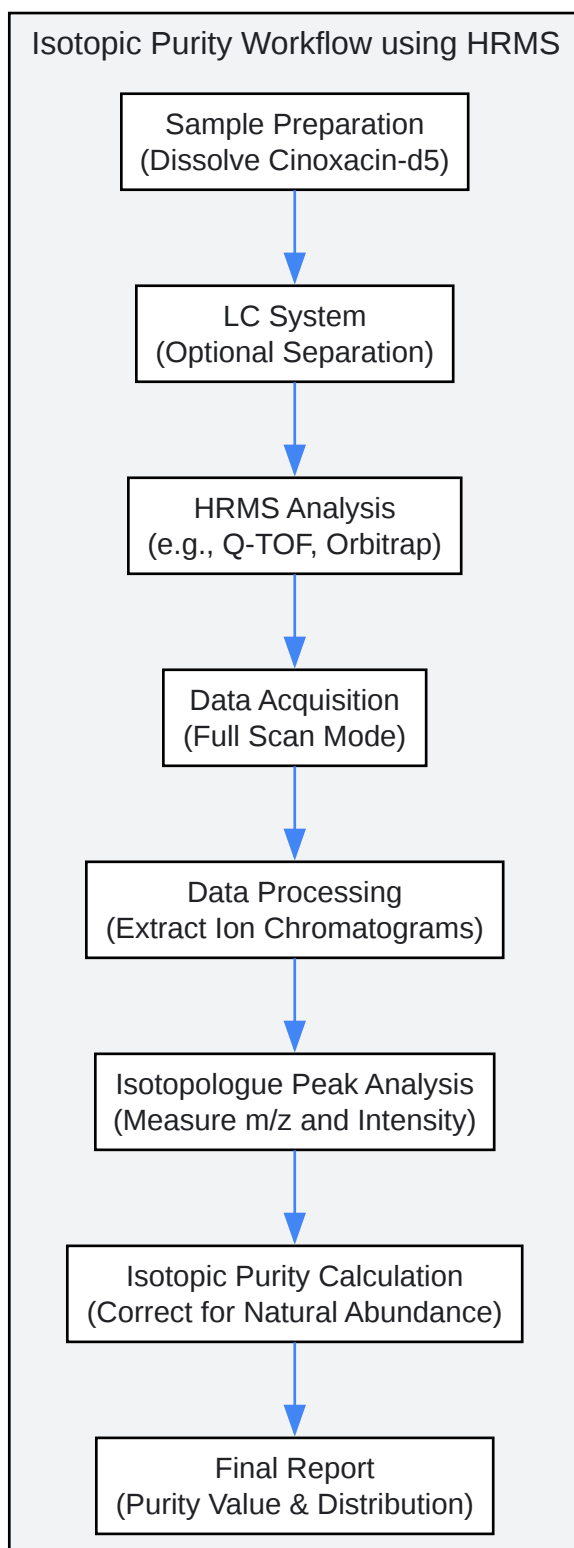 Isotopic Purity Workflow using HRMS
Sample Preparation
(Dissolve Cinoxacin-d5)
LC System
(Optional Separation)
HRMS Analysis
(e.g., Q-TOF, Orbitrap)
Data Acquisition
(Full Scan Mode)
Data Processing
(Extract Ion Chromatograms)
Isotopologue Peak Analysis
(Measure m/z and Intensity)
Isotopic Purity Calculation
(Correct for Natural Abundance)
Final Report
(Purity Value & Distribution)